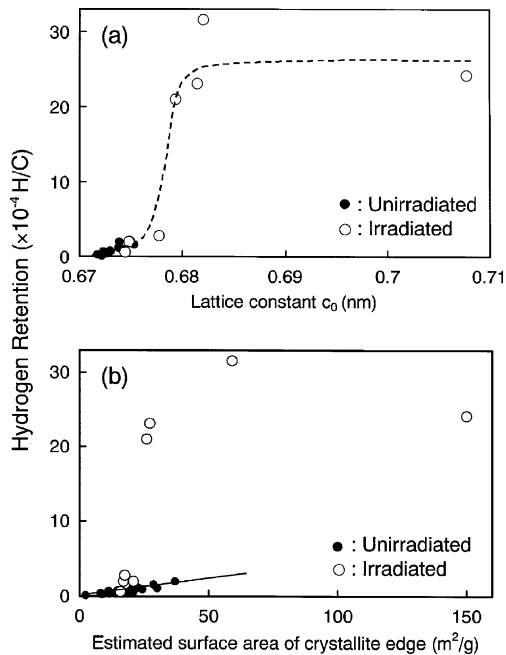 (a)
30
20
10
0
● : Unirradiated
○ : Irradiated
0.67 0.68 0.69 0.7 0.71
Lattice constant c₀ (nm)
Hydrogen Retention (×10⁻⁴ H/C)
(b)
30
20
10
0
● : Unirradiated
○ : Irradiated
0 50 100 150
Estimated surface area of crystallite edge (m²/g)